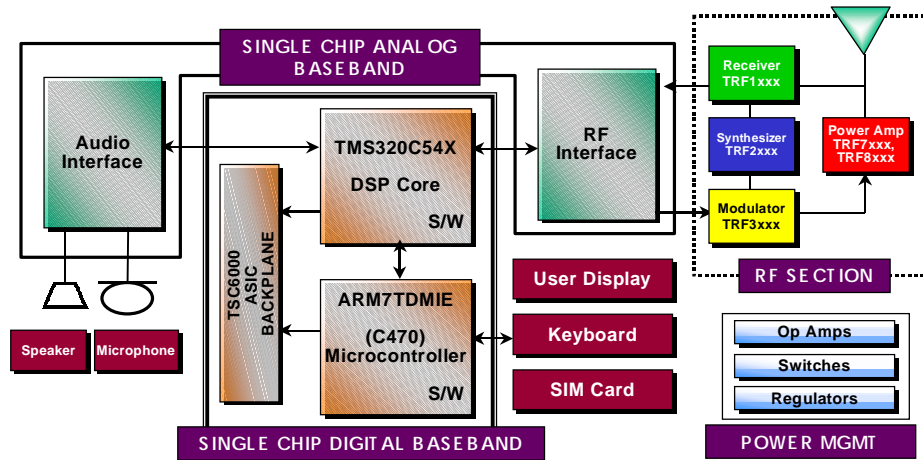 SINGLE CHIP ANALOG
BASEBAND
Receiver
TRF1xxx
Synthesizer
TRF2xxx
Power Amp
TRF7xxx,
TRF8xxx
Modulator
TRF3xxx
RF SECTION
Audio
Interface
TMS320C54X
DSP Core
S/W
RF
Interface
TSC6000
ASIC
BACKPLANE
ARM7TDMIE
(C470)
Microcontroller
S/W
User Display
Keyboard
SIM Card
Speaker
Microphone
SINGLE CHIP DIGITAL BASEBAND
Op Amps
Switches
Regulators
POWER MGMT